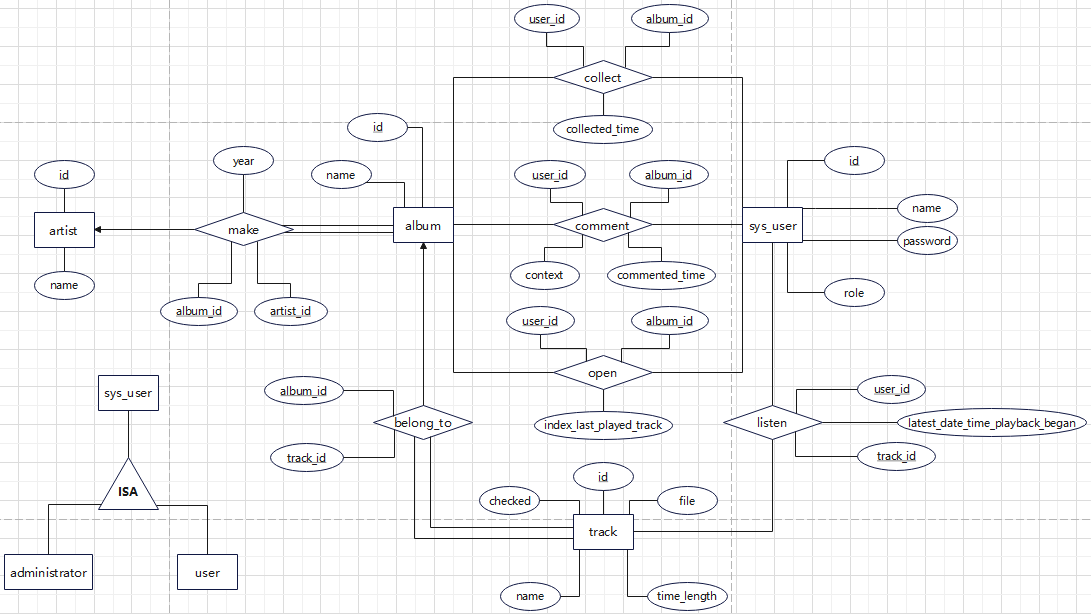 user_id
album_id
collect
collected_time
id
name
album
id
artist
name
year
make
album_id
artist_id
user_id
album_id
comment
context
commented_time
id
name
password
role
sys_user
user_id
album_id
open
index_last_played_track
sys_user
ISA
administrator
user
album_id
track_id
belong_to
user_id
listen
latest_date_time_playback_began
track_id
id
checked
file
track
name
time_length